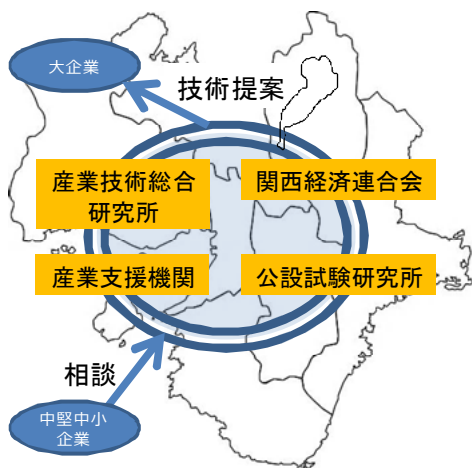 大企業
技術提案
産業技術総合
研究所
関西経済連合会
産業支援機関
公設試験研究所
相談
中堅中小
企業